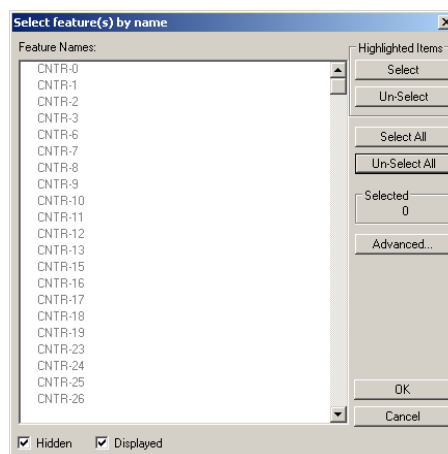 Select feature(s) by name
Feature Names:
CNTR-0
CNTR-1
CNTR-2
CNTR-3
CNTR-6
CNTR-7
CNTR-8
CNTR-9
CNTR-10
CNTR-11
CNTR-12
CNTR-13
CNTR-15
CNTR-16
CNTR-17
CNTR-18
CNTR-19
CNTR-23
CNTR-24
CNTR-25
CNTR-26
Hidden
Displayed
Highlighted Items
Select
Un-Select
Select All
Un-Select All
Selected
0
Advanced...
OK
Cancel